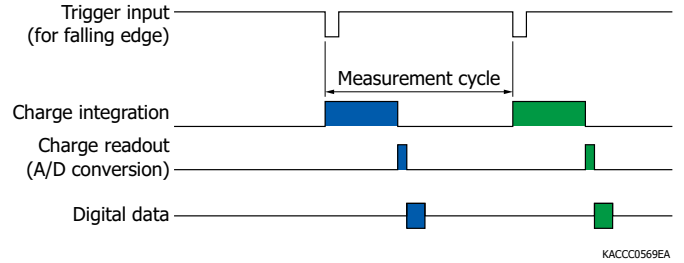 Trigger input
(for falling edge)
Measurement cycle
Charge integration
Charge readout
(A/D conversion)
Digital data
KACCC0569EA